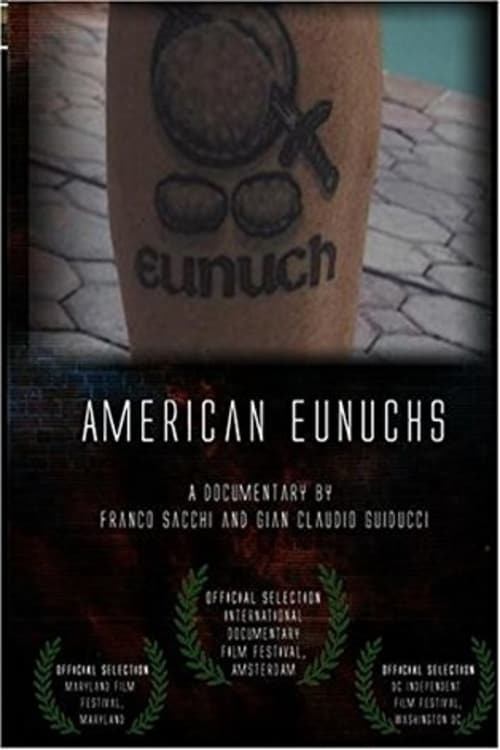 eunuch
AMERICAN EUNUCHS
A DOCUMENTARY BY
FRANCO SACCHI AND GIAN CLAUDIO GUIDUCCI
OFFICIAL SELECTION
INTERNATIONAL
DOCUMENTARY
FILM FESTIVAL,
AMSTERDAM
OFFICIAL SELECTION
MARYLAND FILM
FESTIVAL,
MARYLAND
OFFICIAL SELECTION
DC INDEPENDENT
FILM FESTIVAL,
WASHINGTON DC